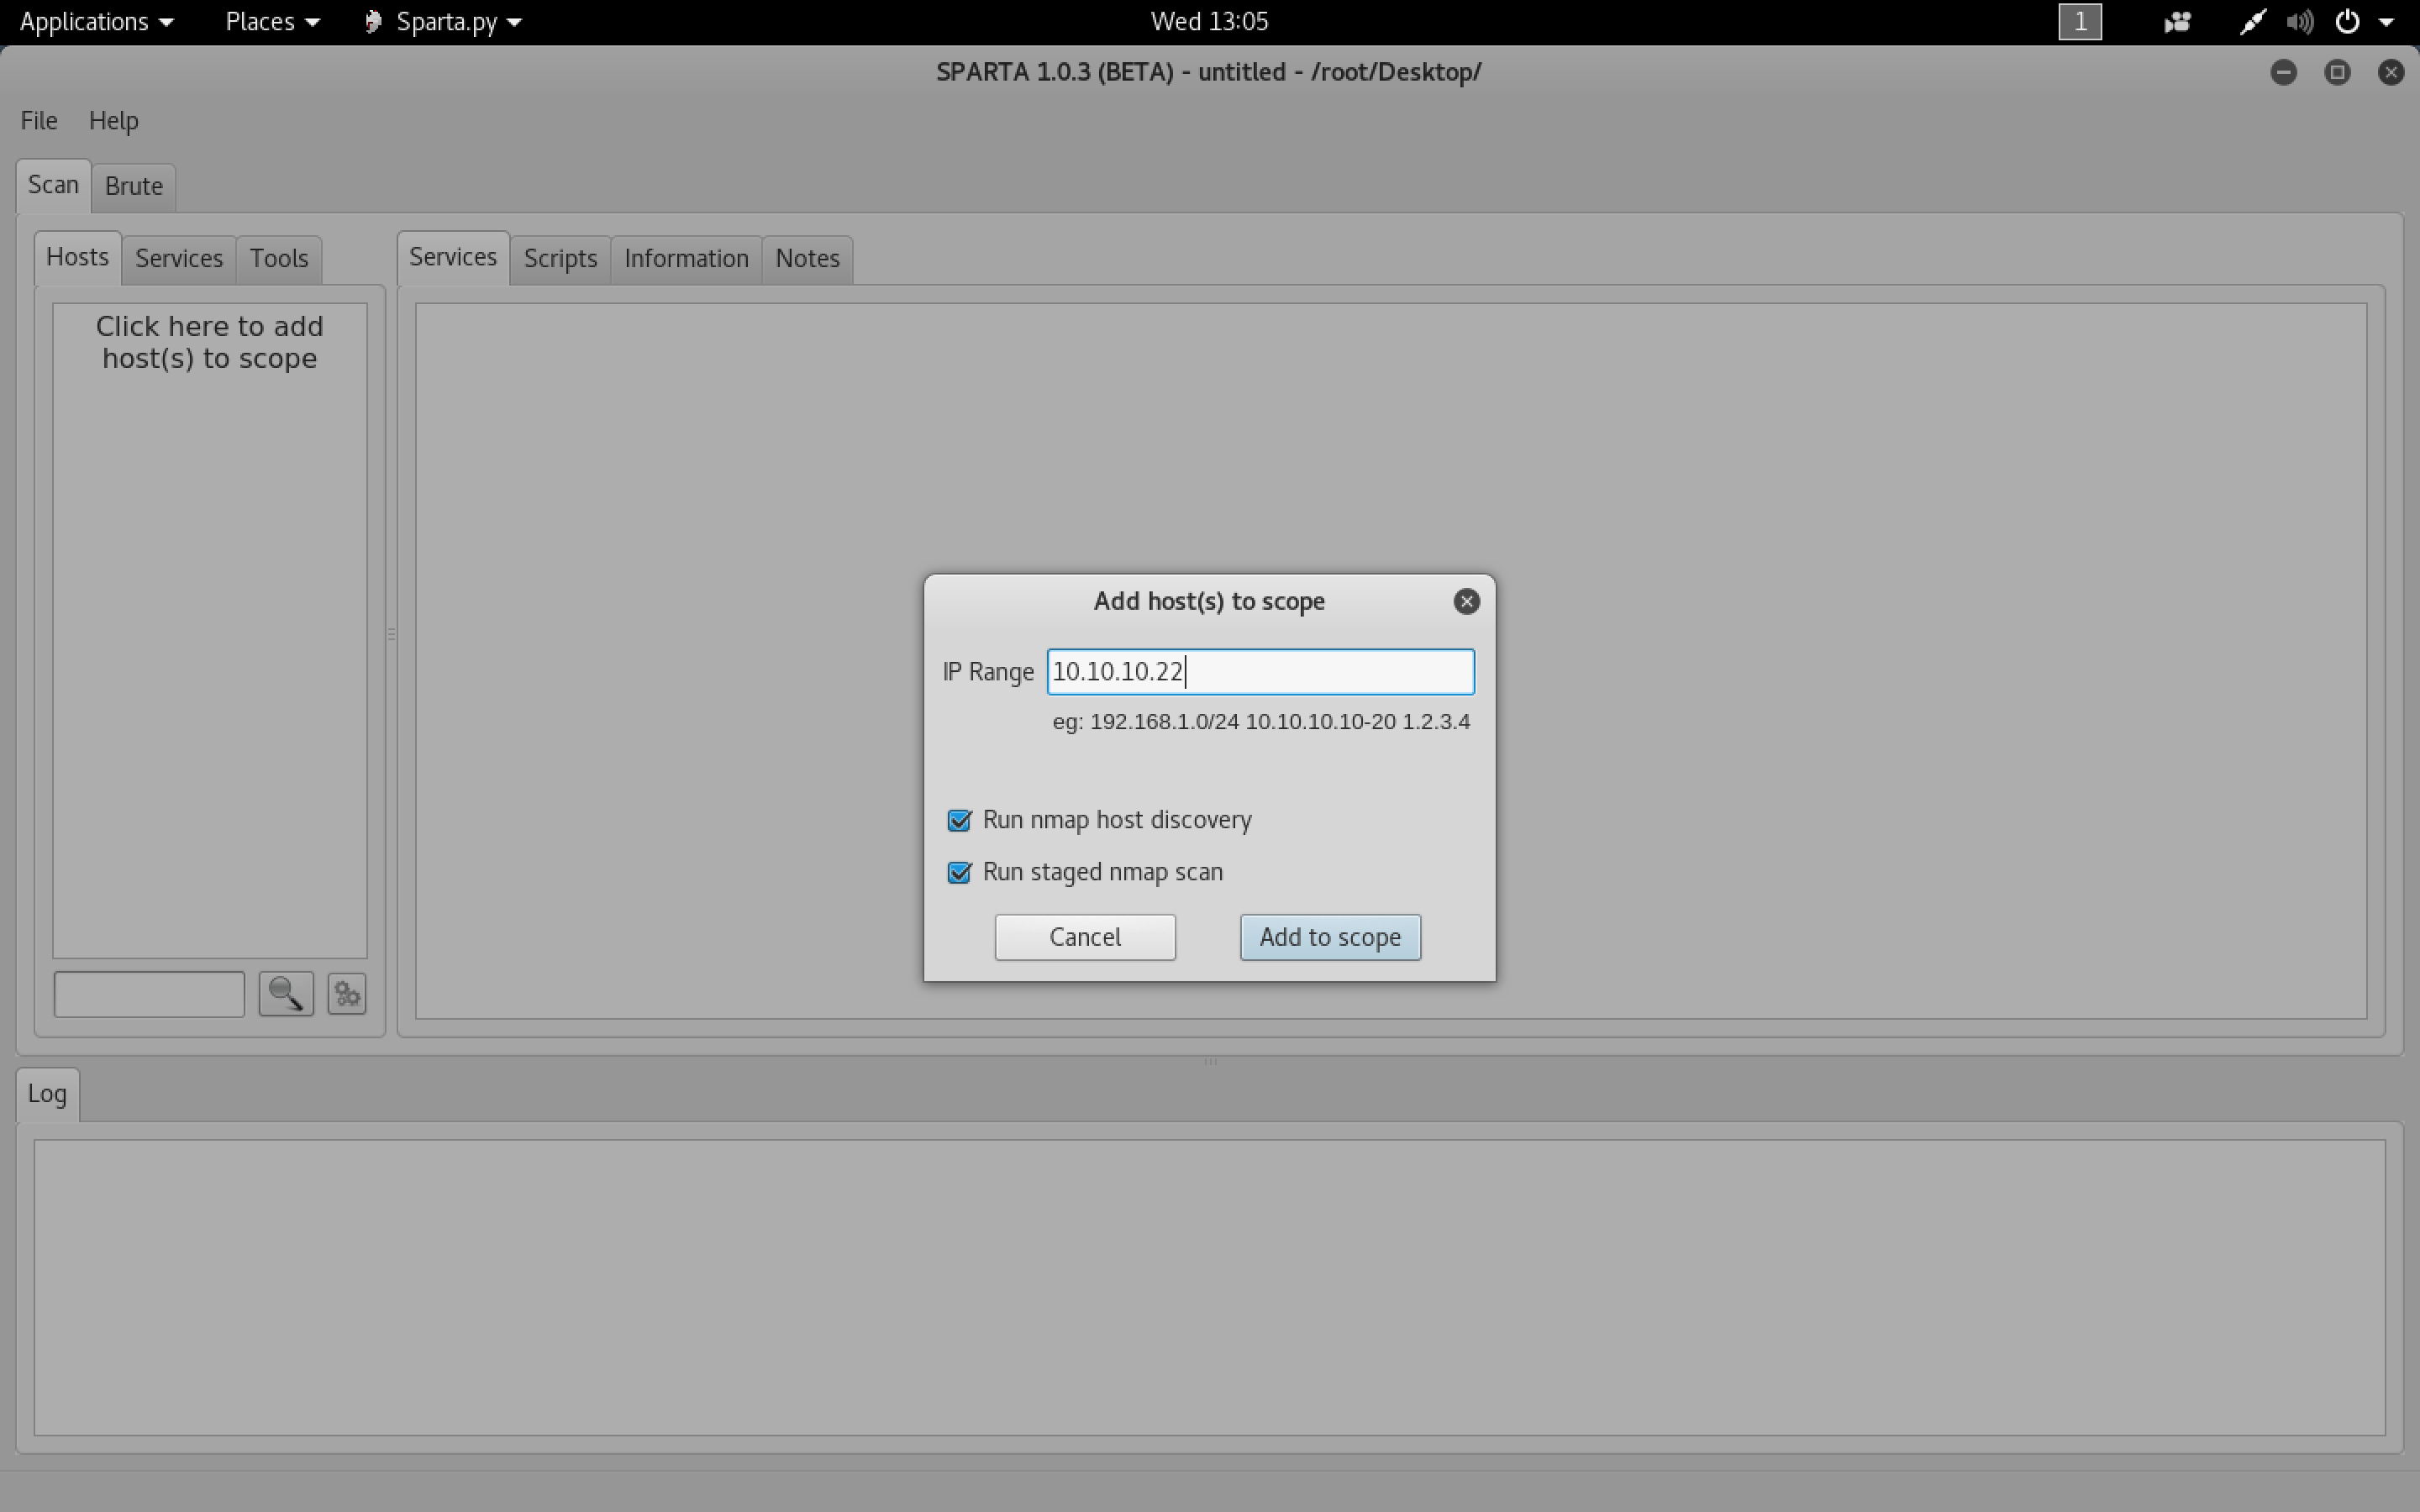 Applications Places Sparta.py Wed 13:05 1
SPARTA 1.0.3 (BETA) - untitled - /root/Desktop/
File Help
Scan Brute
Hosts Services Tools Services Scripts Information Notes
Click here to add
host(s) to scope
Add host(s) to scope
IP Range 10.10.10.22
eg: 192.168.1.0/24 10.10.10.10-20 1.2.3.4
Run nmap host discovery
Run staged nmap scan
Cancel Add to scope
Log